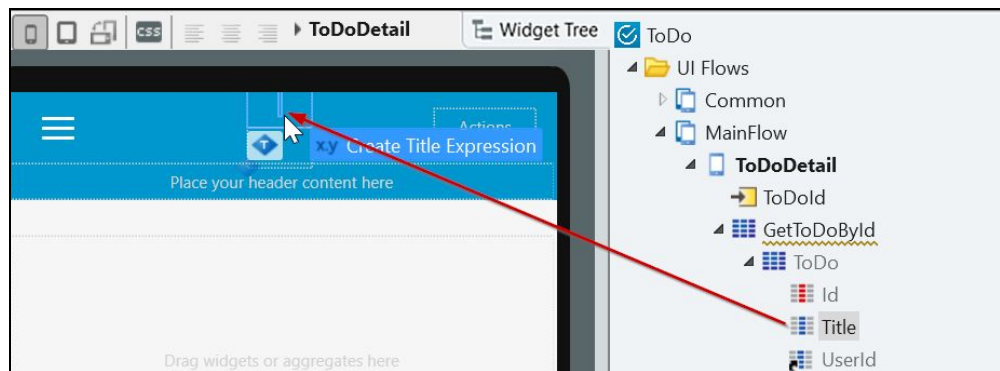 CSS
ToDoDetail
Widget Tree
ToDo
UI Flows
Common
MainFlow
ToDoDetail
ToDoId
GetToDoById
ToDo
Id
Title
UserId
Actions
T
x.y Create Title Expression
Place your header content here
Drag widgets or aggregates here